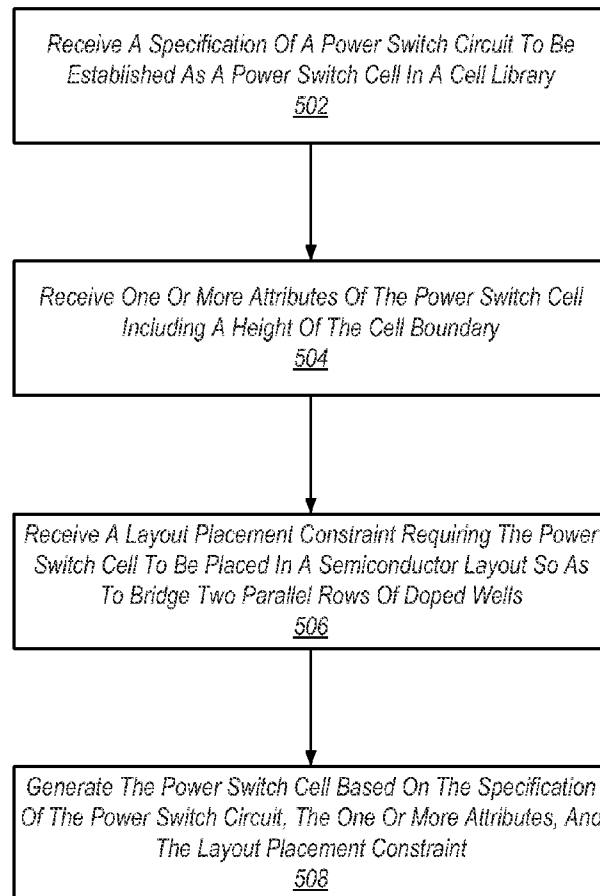 Receive A Specification Of A Power Switch Circuit To Be
Established As A Power Switch Cell In A Cell Library
502
Receive One Or More Attributes Of The Power Switch Cell
Including A Height Of The Cell Boundary
504
Receive A Layout Placement Constraint Requiring The Power
Switch Cell To Be Placed In A Semiconductor Layout So As
To Bridge Two Parallel Rows Of Doped Wells
506
Generate The Power Switch Cell Based On The Specification
Of The Power Switch Circuit, The One Or More Attributes, And
The Layout Placement Constraint
508